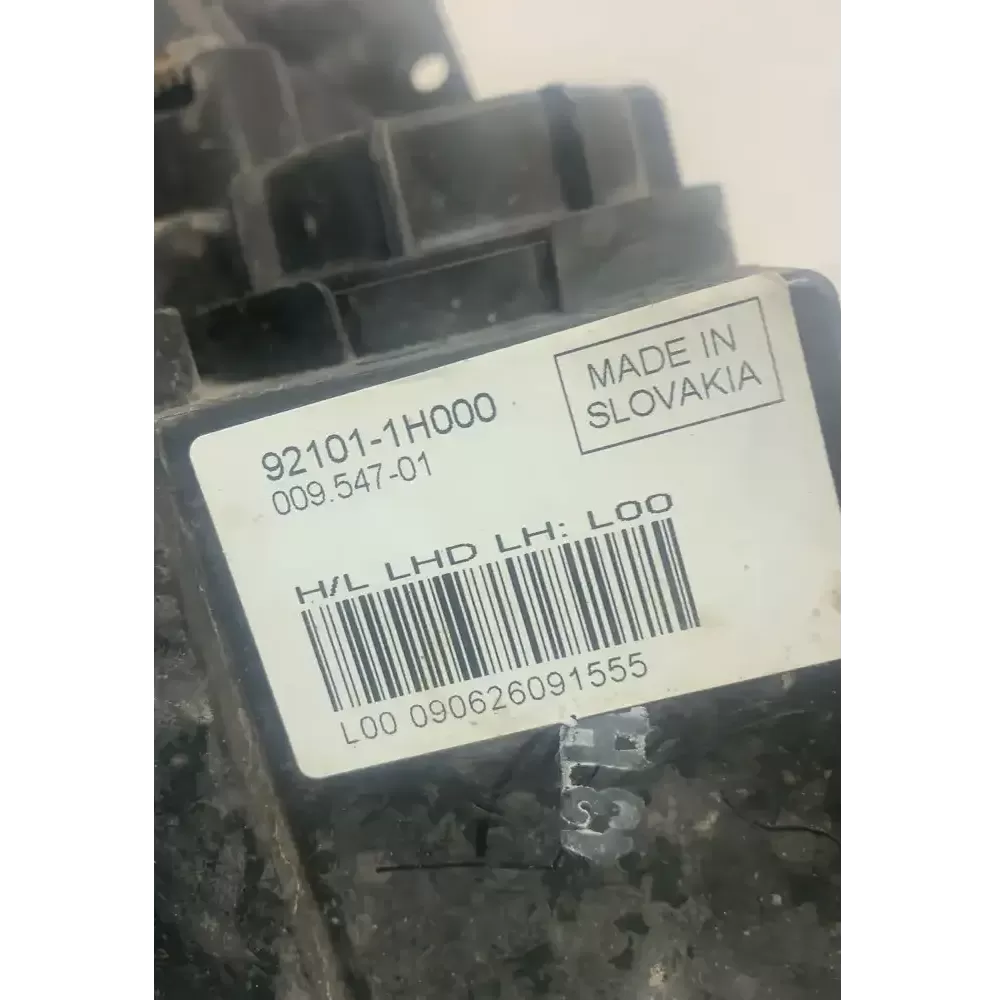 MADE IN
SLOVAKIA
92101-1H000
009.547-01
H/L LHD LH: L00
L00 090626091555